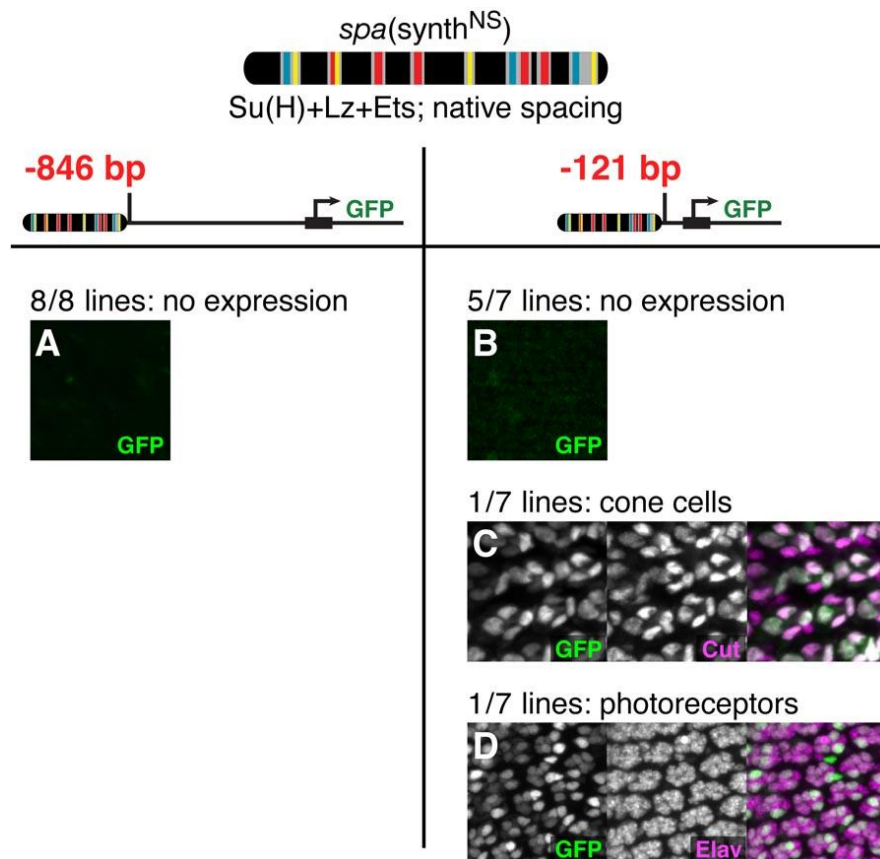 spa(synthNS)
Su(H)+Lz+Ets; native spacing
-846 bp
GFP
-121 bp
GFP
8/8 lines: no expression
A
GFP
5/7 lines: no expression
B
GFP
1/7 lines: cone cells
C
GFP
Cut
1/7 lines: photoreceptors
D
GFP
Elav